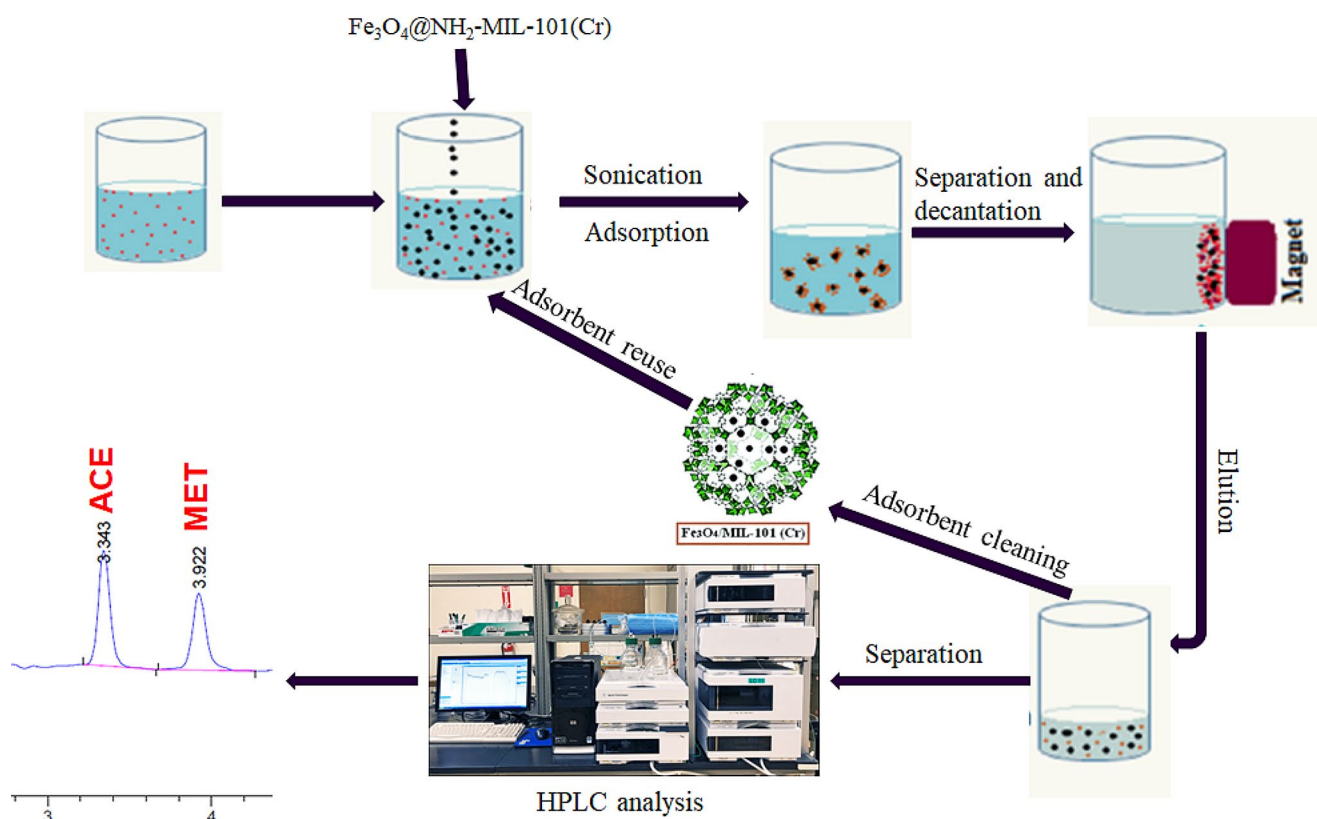 Fe₃O₄@NH₂-MIL-101(Cr)
Sonication
Adsorption
Separation and
decantation
Magnet
Adsorbent reuse
Elution
Fe₃O₄/MIL-101 (Cr)
Adsorbent cleaning
Separation
HPLC analysis
ACE
3.343
MET
3.922
3
4